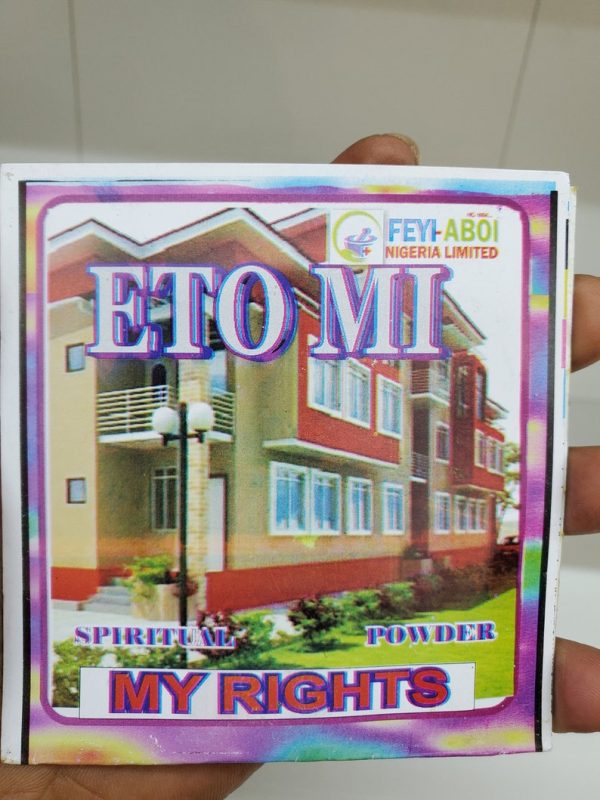 FEYI-ABOI
NIGERIA LIMITED
ETO MI
SPIRITUAL POWDER
MY RIGHTS